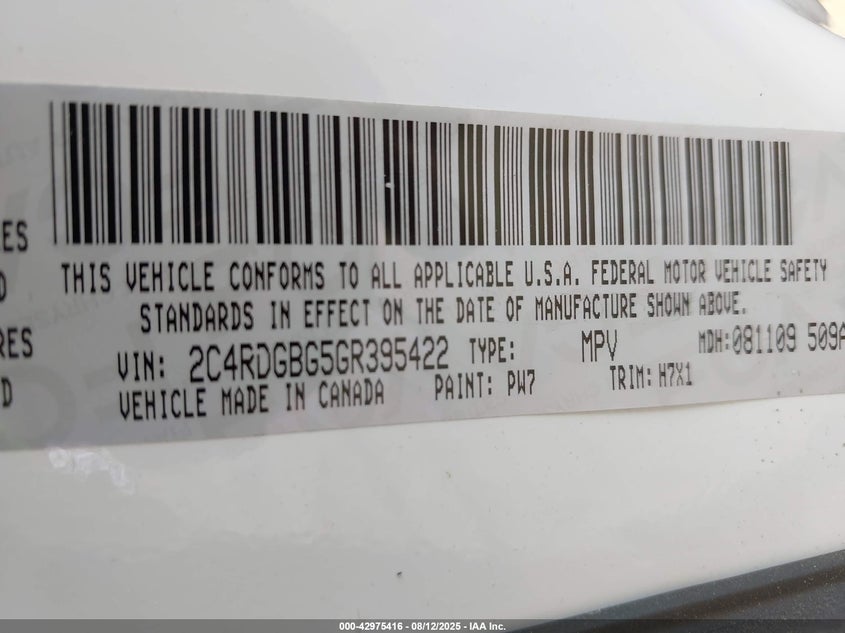 ES
D
RES
D
THIS VEHICLE CONFORMS TO ALL APPLICABLE U.S.A. FEDERAL MOTOR VEHICLE SAFETY
STANDARDS IN EFFECT ON THE DATE OF MANUFACTURE SHOWN ABOVE.
VIN: 2C4RDGBG5GR395422 TYPE: MPV MDH:081109 509A
VEHICLE MADE IN CANADA PAINT: PW7 TRIM: H7X1
000-42975416 - 08/12/2025 - IAA Inc.